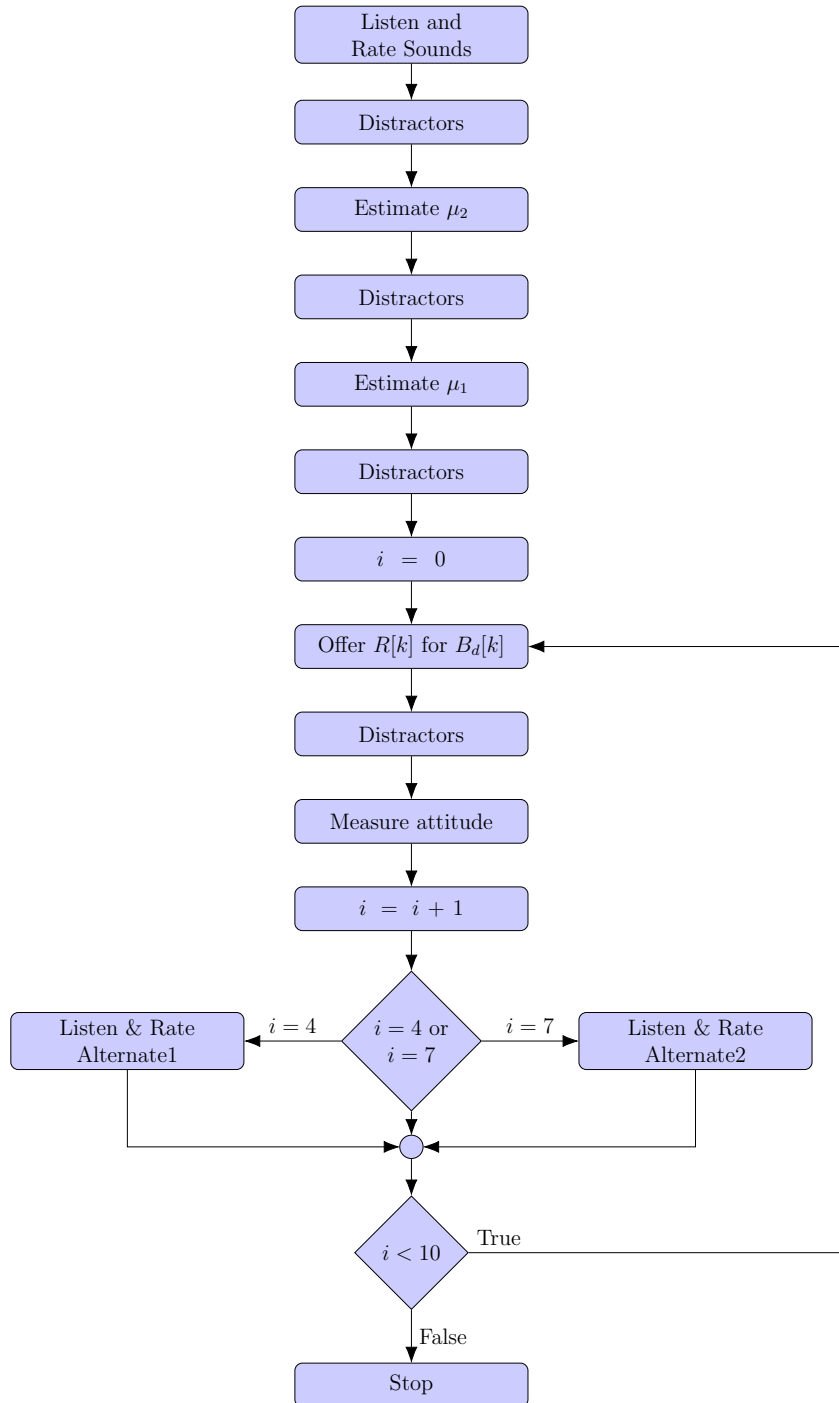 Listen and
Rate Sounds
Distractors
Estimate μ₂
Distractors
Estimate μ₁
Distractors
i = 0
Offer R[k] for B_d[k]
Distractors
Measure attitude
i = i + 1
Listen & Rate
Alternate1
i = 4
i = 4 or
i = 7
i = 7
Listen & Rate
Alternate2
i < 10
True
False
Stop